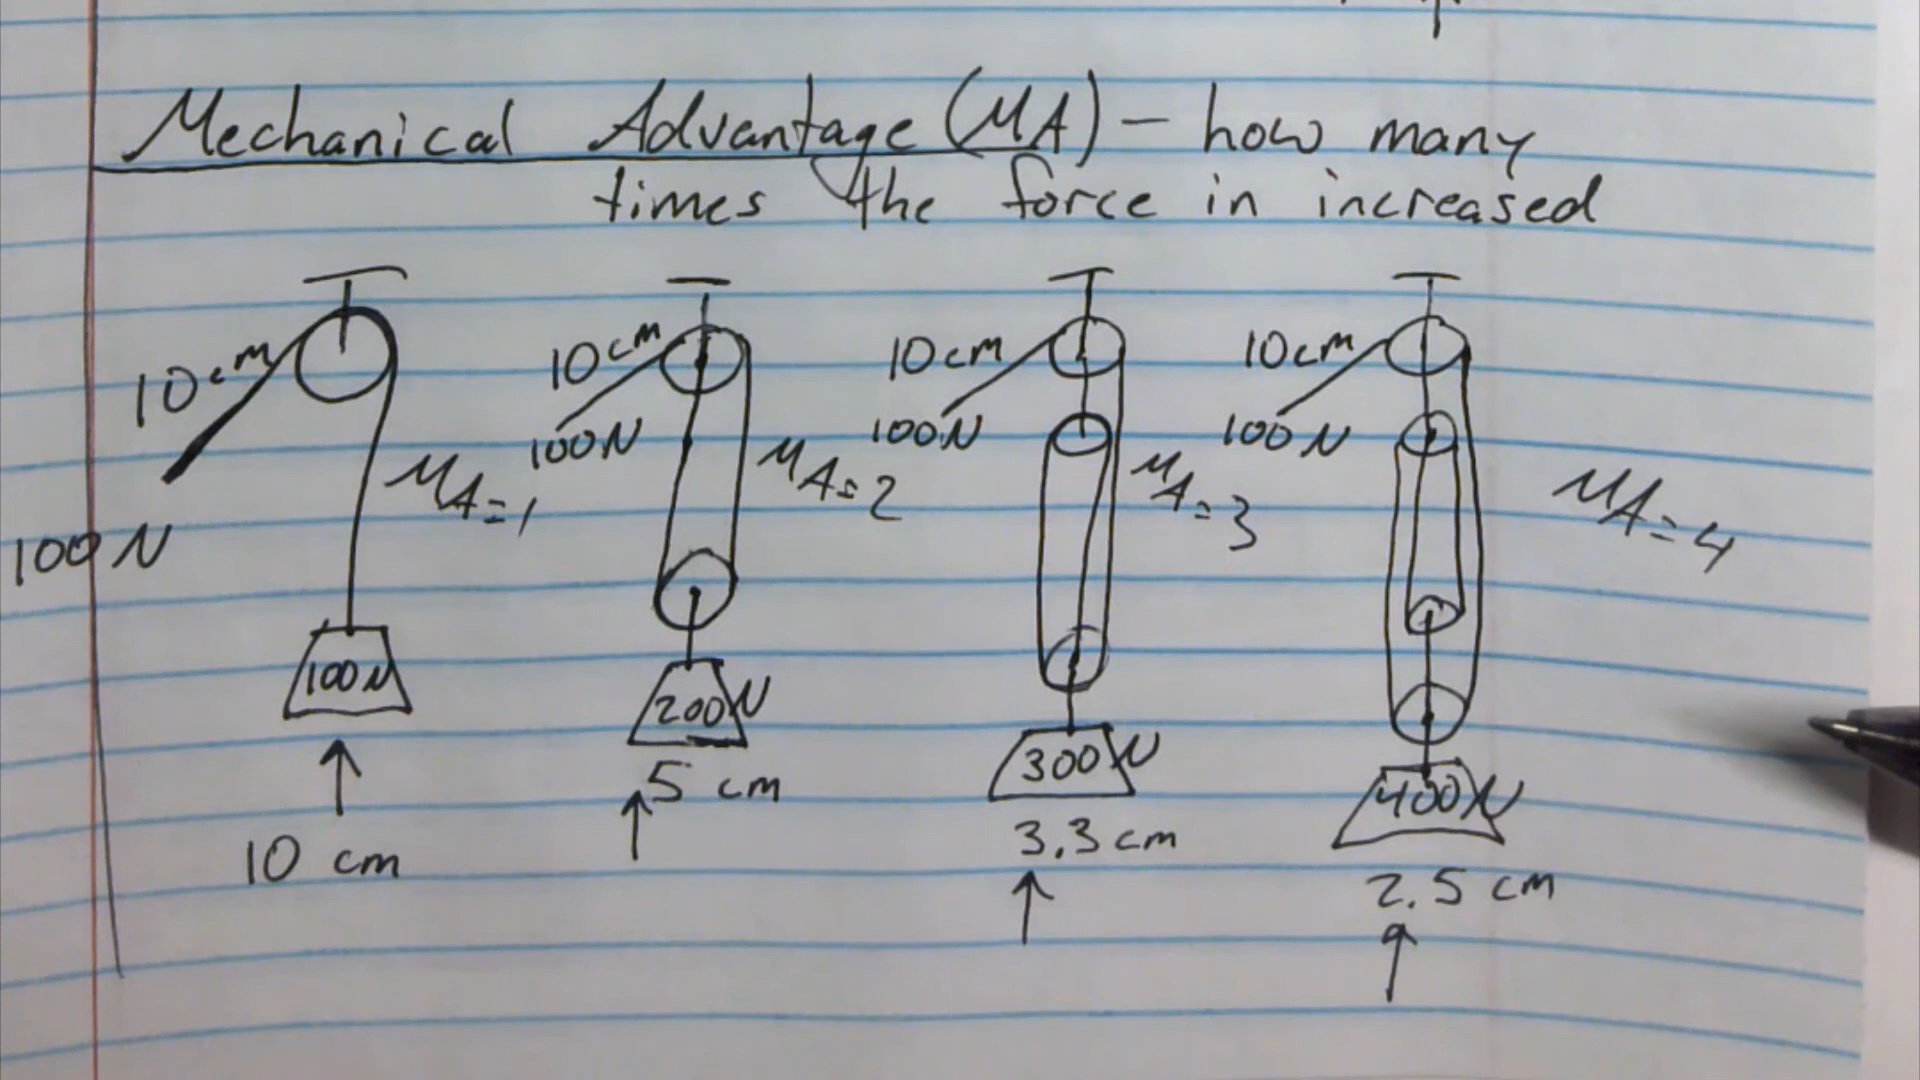 Mechanical Advantage (MA) - how many
times the force in increased
10cm
100N
MA=1
100N
10 cm
10cm
100N
MA=2
200N
5 cm
10cm
100N
MA=3
300N
3.3cm
10cm
100N
MA=4
400N
2.5 cm